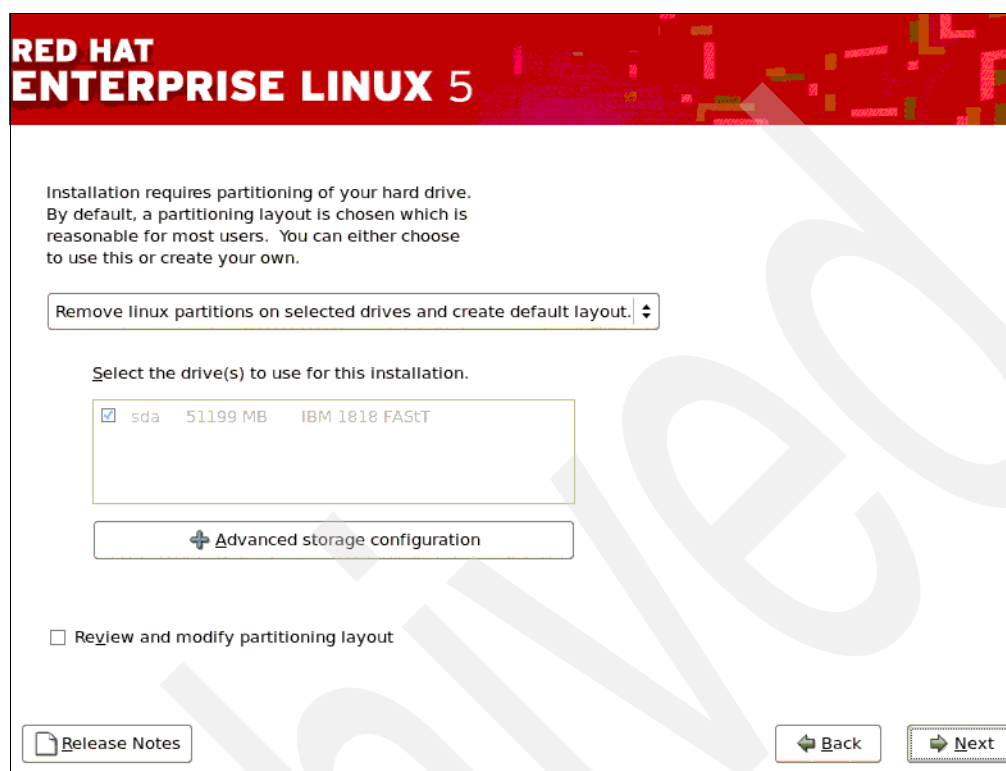 RED HAT
ENTERPRISE LINUX 5
Installation requires partitioning of your hard drive.
By default, a partitioning layout is chosen which is
reasonable for most users. You can either choose
to use this or create your own.
Remove linux partitions on selected drives and create default layout.
Select the drive(s) to use for this installation.
sda 51199 MB IBM 1818 FAStT
Advanced storage configuration
Review and modify partitioning layout
Release Notes
Back
Next
hived